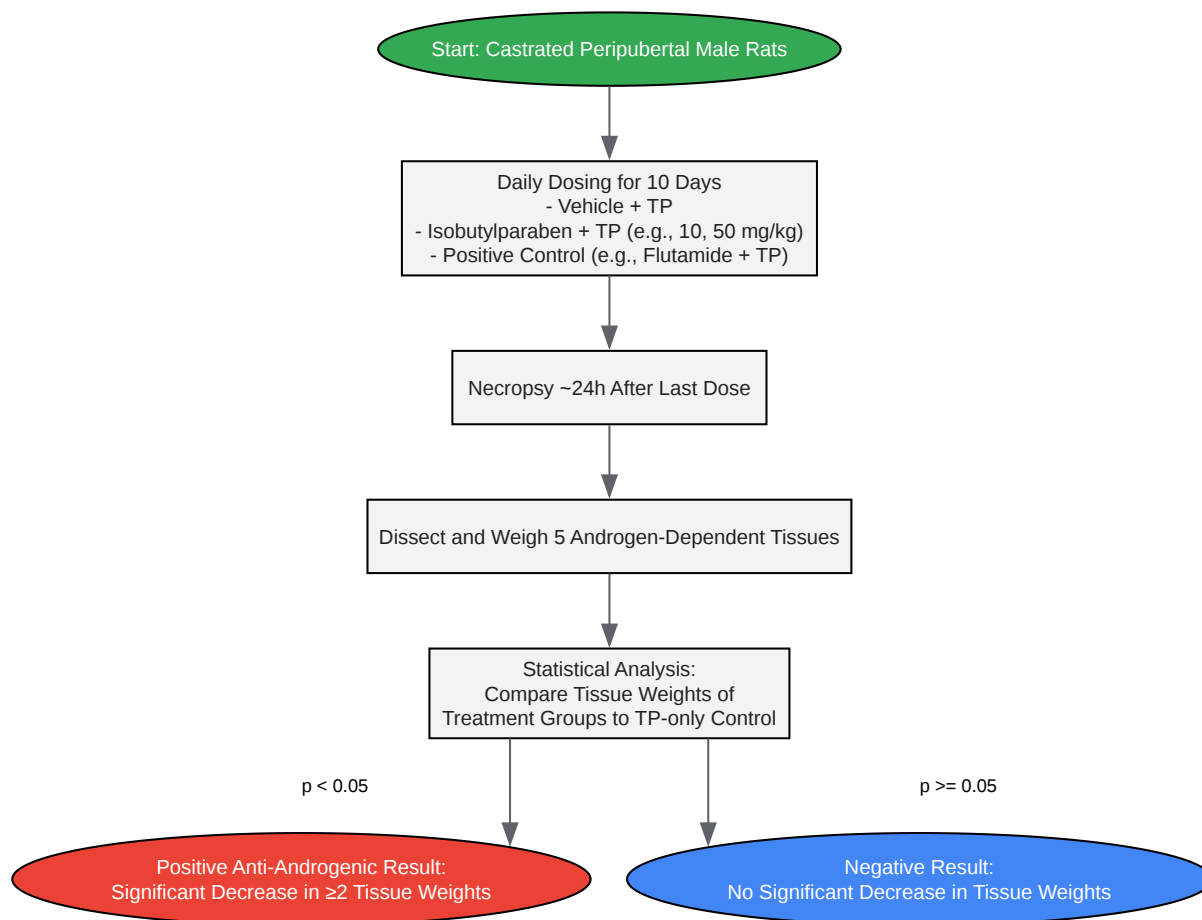 Start: Castrated Peripubertal Male Rats
Daily Dosing for 10 Days
- Vehicle + TP
- Isobutylparaben + TP (e.g., 10, 50 mg/kg)
- Positive Control (e.g., Flutamide + TP)
Necropsy ~24h After Last Dose
Dissect and Weigh 5 Androgen-Dependent Tissues
Statistical Analysis:
Compare Tissue Weights of
Treatment Groups to TP-only Control
p < 0.05
p >= 0.05
Positive Anti-Androgenic Result:
Significant Decrease in ≥2 Tissue Weights
Negative Result:
No Significant Decrease in Tissue Weights